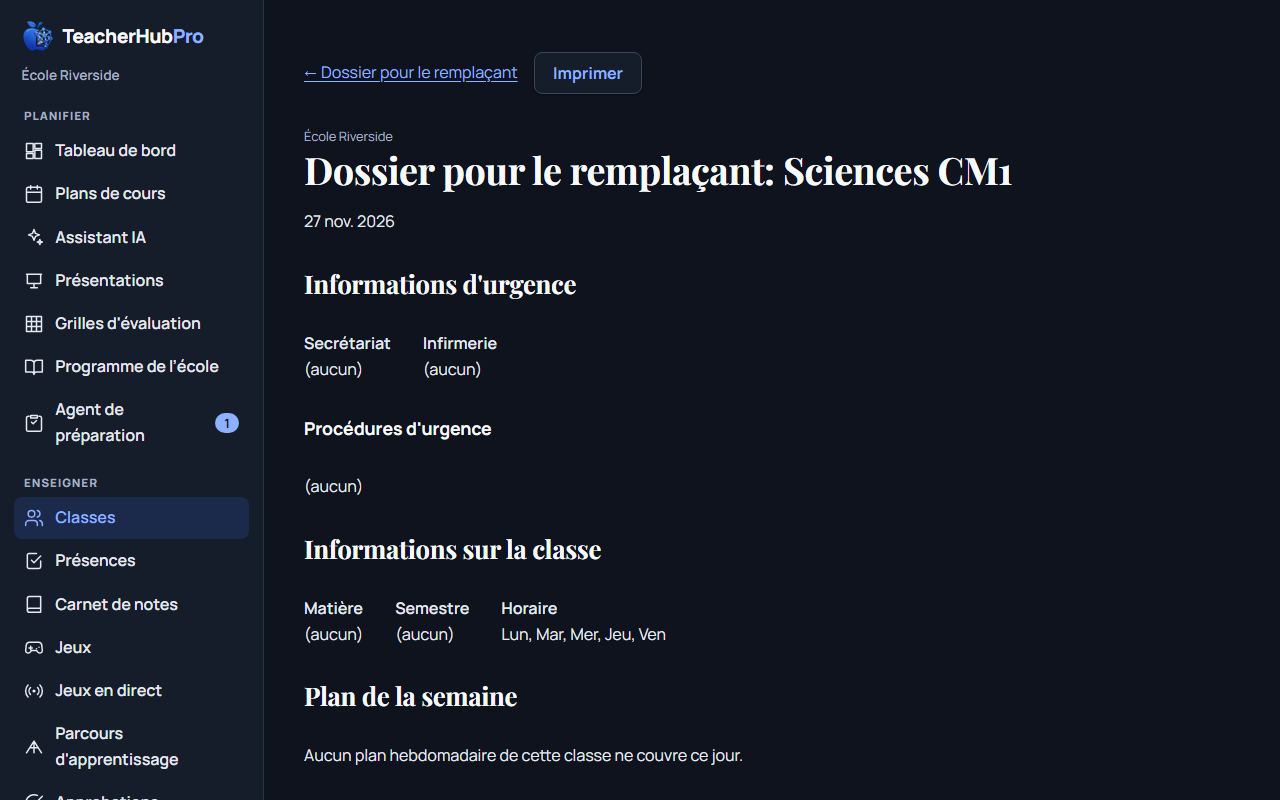 TeacherHubPro
École Riverside
PLANIFIER
Tableau de bord
Plans de cours
Assistant IA
Présentations
Grilles d'évaluation
Programme de l'école
Agent de
préparation
1
ENSEIGNER
Classes
Présences
Carnet de notes
Jeux
Jeux en direct
Parcours
d'apprentissage
← Dossier pour le remplaçant
Imprimer
École Riverside
Dossier pour le remplaçant: Sciences CM1
27 nov. 2026
Informations d'urgence
Secrétariat Infirmerie
(aucun) (aucun)
Procédures d'urgence
(aucun)
Informations sur la classe
Matière Semestre Horaire
(aucun) (aucun) Lun, Mar, Mer, Jeu, Ven
Plan de la semaine
Aucun plan hebdomadaire de cette classe ne couvre ce jour.